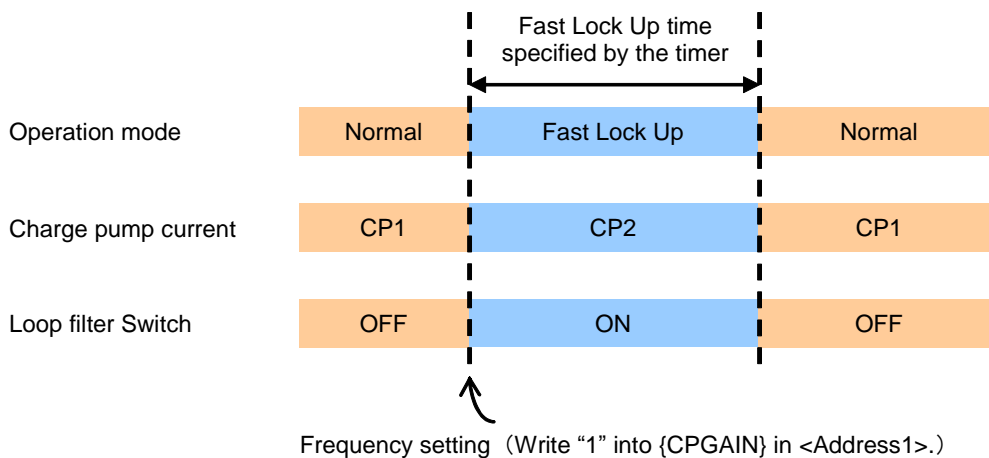 Fast Lock Up time
specified by the timer
Operation mode Normal Fast Lock Up Normal
Charge pump current CP1 CP2 CP1
Loop filter Switch OFF ON OFF
Frequency setting（Write “1” into {CPGAIN} in <Address1>.）